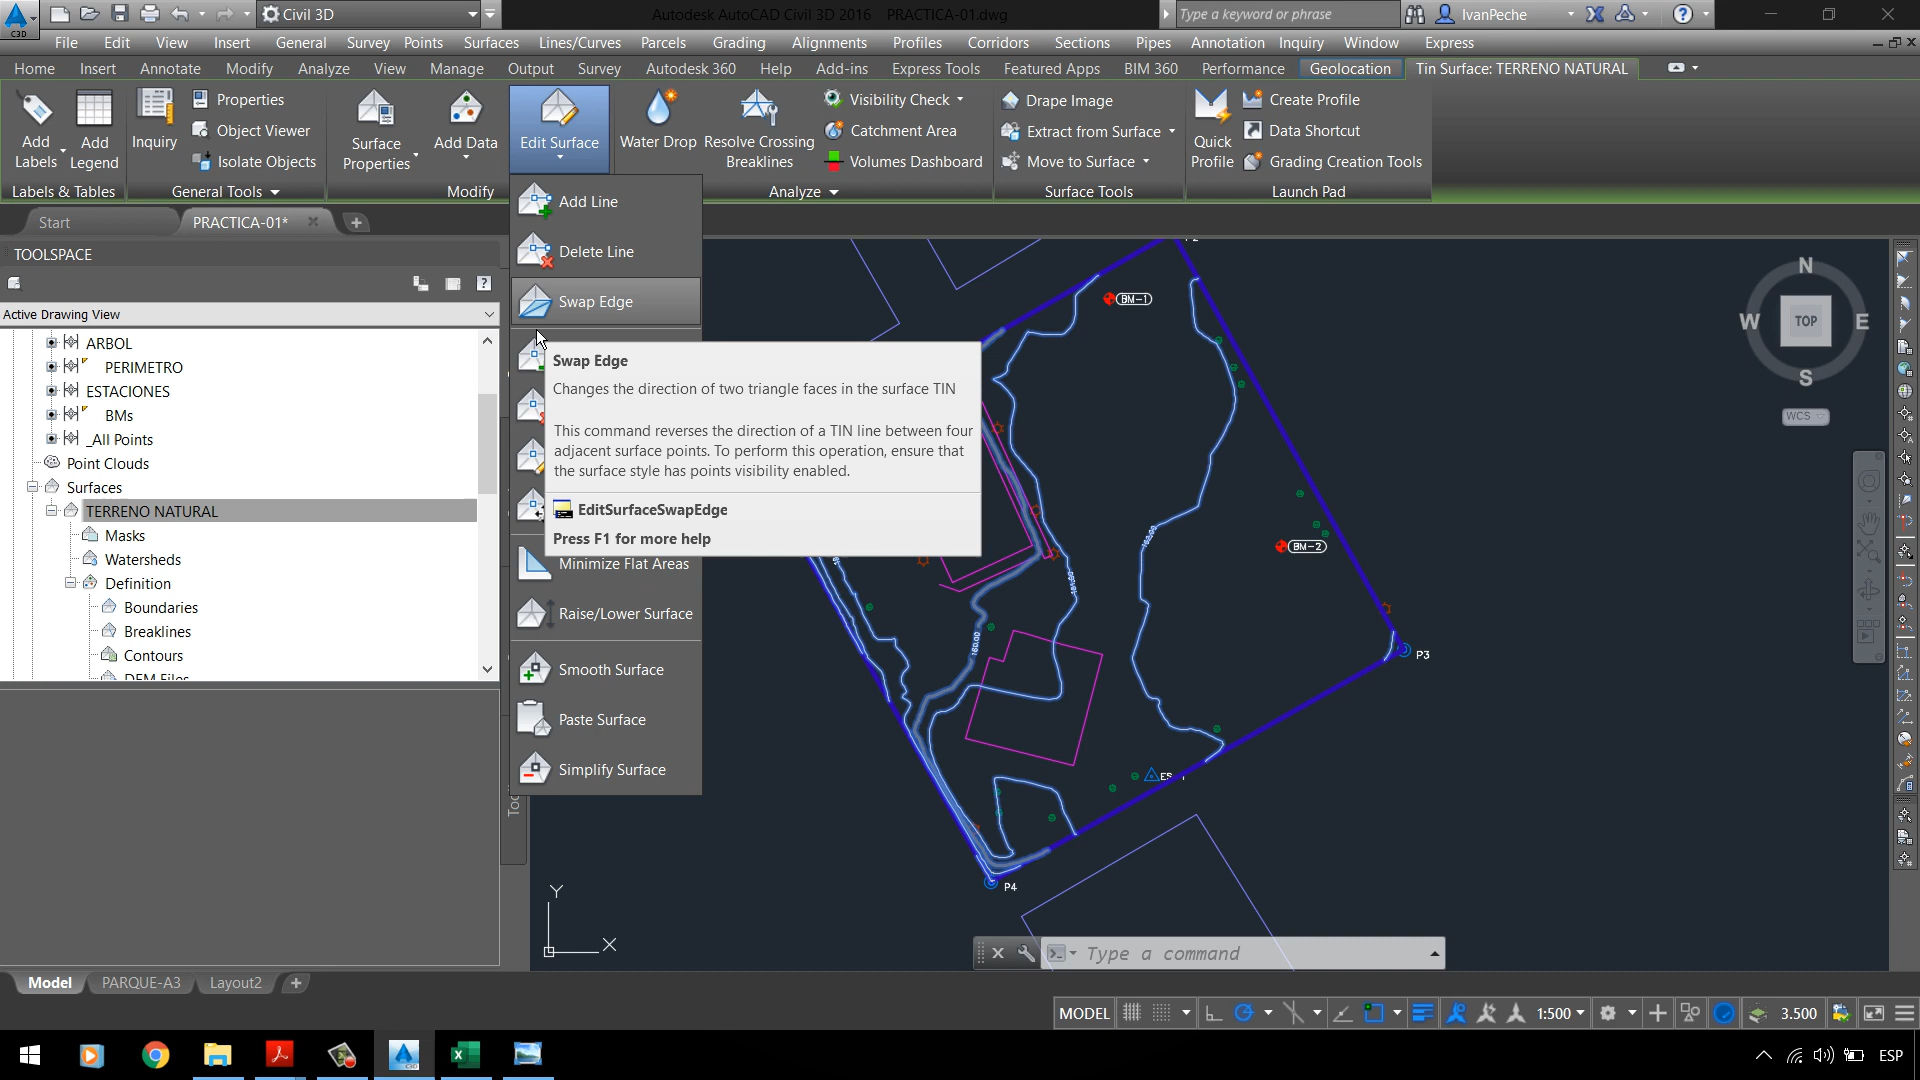 Civil 3D
Autodesk AutoCAD Civil 3D 2016 PRACTICA-01.dwg
Type a keyword or phrase
IvanPeche
C3D
File Edit View Insert General Survey Points Surfaces Lines/Curves Parcels Grading Alignments Profiles Corridors Sections Pipes Annotation Inquiry Window Express
Home Insert Annotate Modify Analyze View Manage Output Survey Autodesk 360 Help Add-ins Express Tools Featured Apps BIM 360 Performance Geolocation Tin Surface: TERRENO NATURAL
Add Labels
Add Legend
Inquiry
Properties
Object Viewer
Isolate Objects
Surface Properties
Add Data
Edit Surface
Water Drop
Resolve Crossing Breaklines
Visibility Check
Catchment Area
Volumes Dashboard
Drape Image
Extract from Surface
Move to Surface
Quick Profile
Create Profile
Data Shortcut
Grading Creation Tools
Labels & Tables
General Tools
Modify
Analyze
Surface Tools
Launch Pad
Start
PRACTICA-01*
TOOLSPACE
Active Drawing View
ARBOL
PERIMETRO
ESTACIONES
BMs
_All Points
Point Clouds
Surfaces
TERRENO NATURAL
Masks
Watersheds
Definition
Boundaries
Breaklines
Contours
DEM Files
Add Line
Delete Line
Swap Edge
Swap Edge
Changes the direction of two triangle faces in the surface TIN
This command reverses the direction of a TIN line between four
adjacent surface points. To perform this operation, ensure that
the surface style has points visibility enabled.
EditSurfaceSwapEdge
Press F1 for more help
Minimize Flat Areas
Raise/Lower Surface
Smooth Surface
Paste Surface
Simplify Surface
BM-1
BM-2
P3
P4
160.00
N
W
TOP
E
S
WCS
Y
X
Type a command
Model
PARQUE-A3
Layout2
MODEL
1:500
3.500
ESP